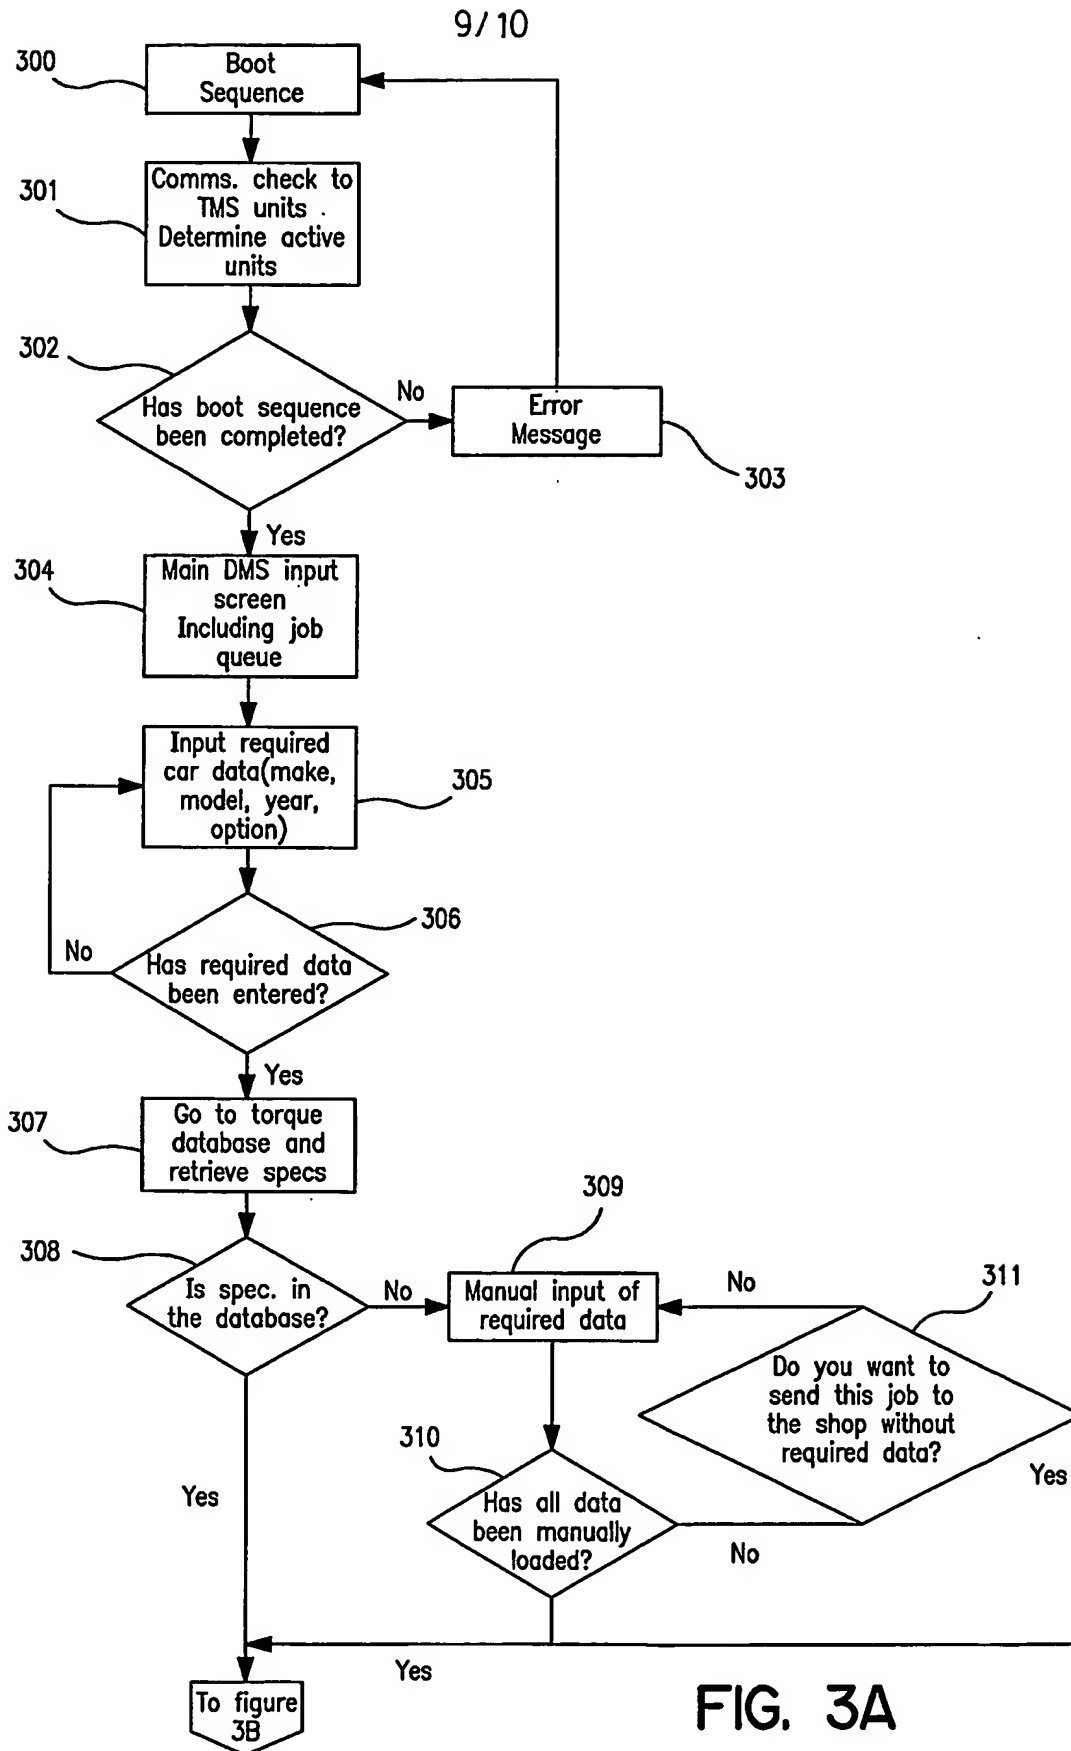 9/10
300
Boot
Sequence
301
Comms. check to
TMS units
Determine active
units
302
Has boot sequence
been completed?
No
Error
Message
303
Yes
304
Main DMS input
screen
Including job
queue
Input required
car data(make,
model, year,
option)
305
306
No
Has required data
been entered?
Yes
307
Go to torque
database and
retrieve specs
308
Is spec. in
the database?
No
309
Manual input of
required data
No
311
Do you want to
send this job to
the shop without
required data?
Yes
310
Has all data
been manually
loaded?
No
Yes
Yes
To figure
3B
FIG. 3A